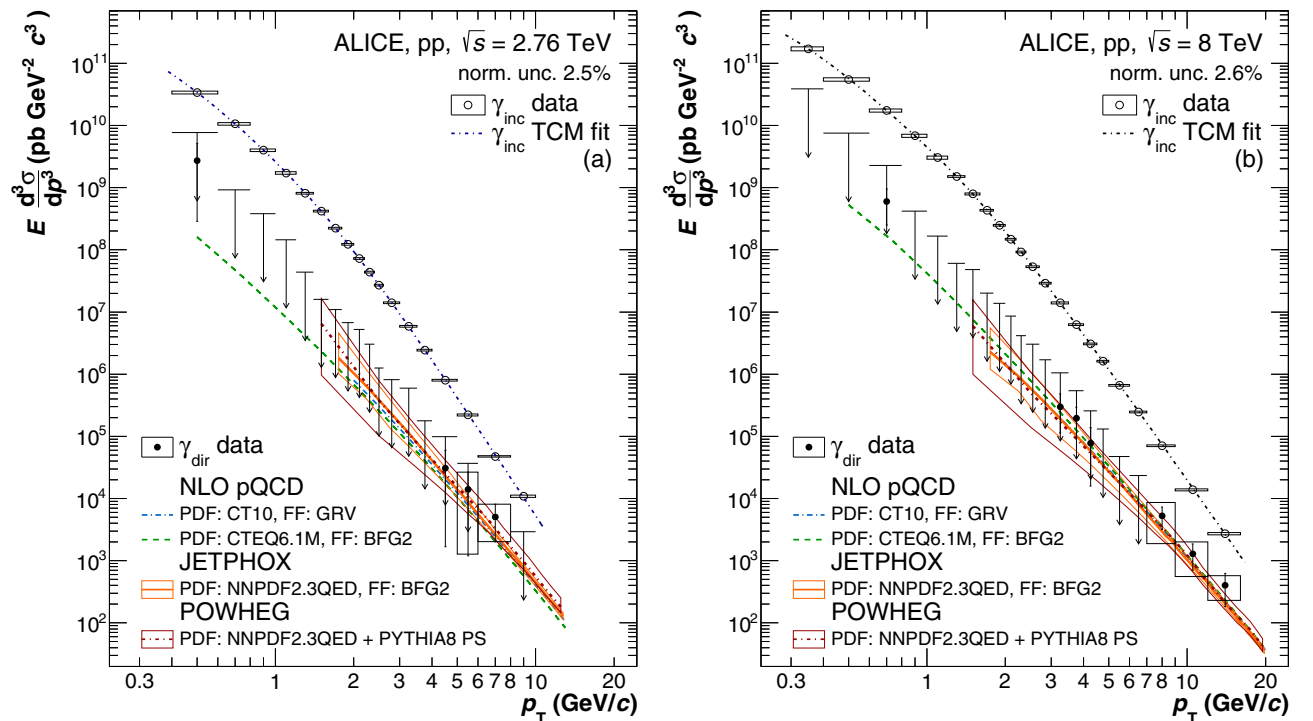 E d³σ/dp³ (pb GeV⁻² c³)
10¹¹
10¹⁰
10⁹
10⁸
10⁷
10⁶
10⁵
10⁴
10³
10²
ALICE, pp, √s = 2.76 TeV
norm. unc. 2.5%
γinc data
γinc TCM fit
(a)
γdir data
NLO pQCD
PDF: CT10, FF: GRV
PDF: CTEQ6.1M, FF: BFG2
JETPHOX
PDF: NNPDF2.3QED, FF: BFG2
POWHEG
PDF: NNPDF2.3QED + PYTHIA8 PS
0.3 1 2 3 4 5 6 7 8 10 20
pT (GeV/c)
E d³σ/dp³ (pb GeV⁻² c³)
10¹¹
10¹⁰
10⁹
10⁸
10⁷
10⁶
10⁵
10⁴
10³
10²
ALICE, pp, √s = 8 TeV
norm. unc. 2.6%
γinc data
γinc TCM fit
(b)
γdir data
NLO pQCD
PDF: CT10, FF: GRV
PDF: CTEQ6.1M, FF: BFG2
JETPHOX
PDF: NNPDF2.3QED, FF: BFG2
POWHEG
PDF: NNPDF2.3QED + PYTHIA8 PS
0.3 1 2 3 4 5 6 7 8 10 20
pT (GeV/c)